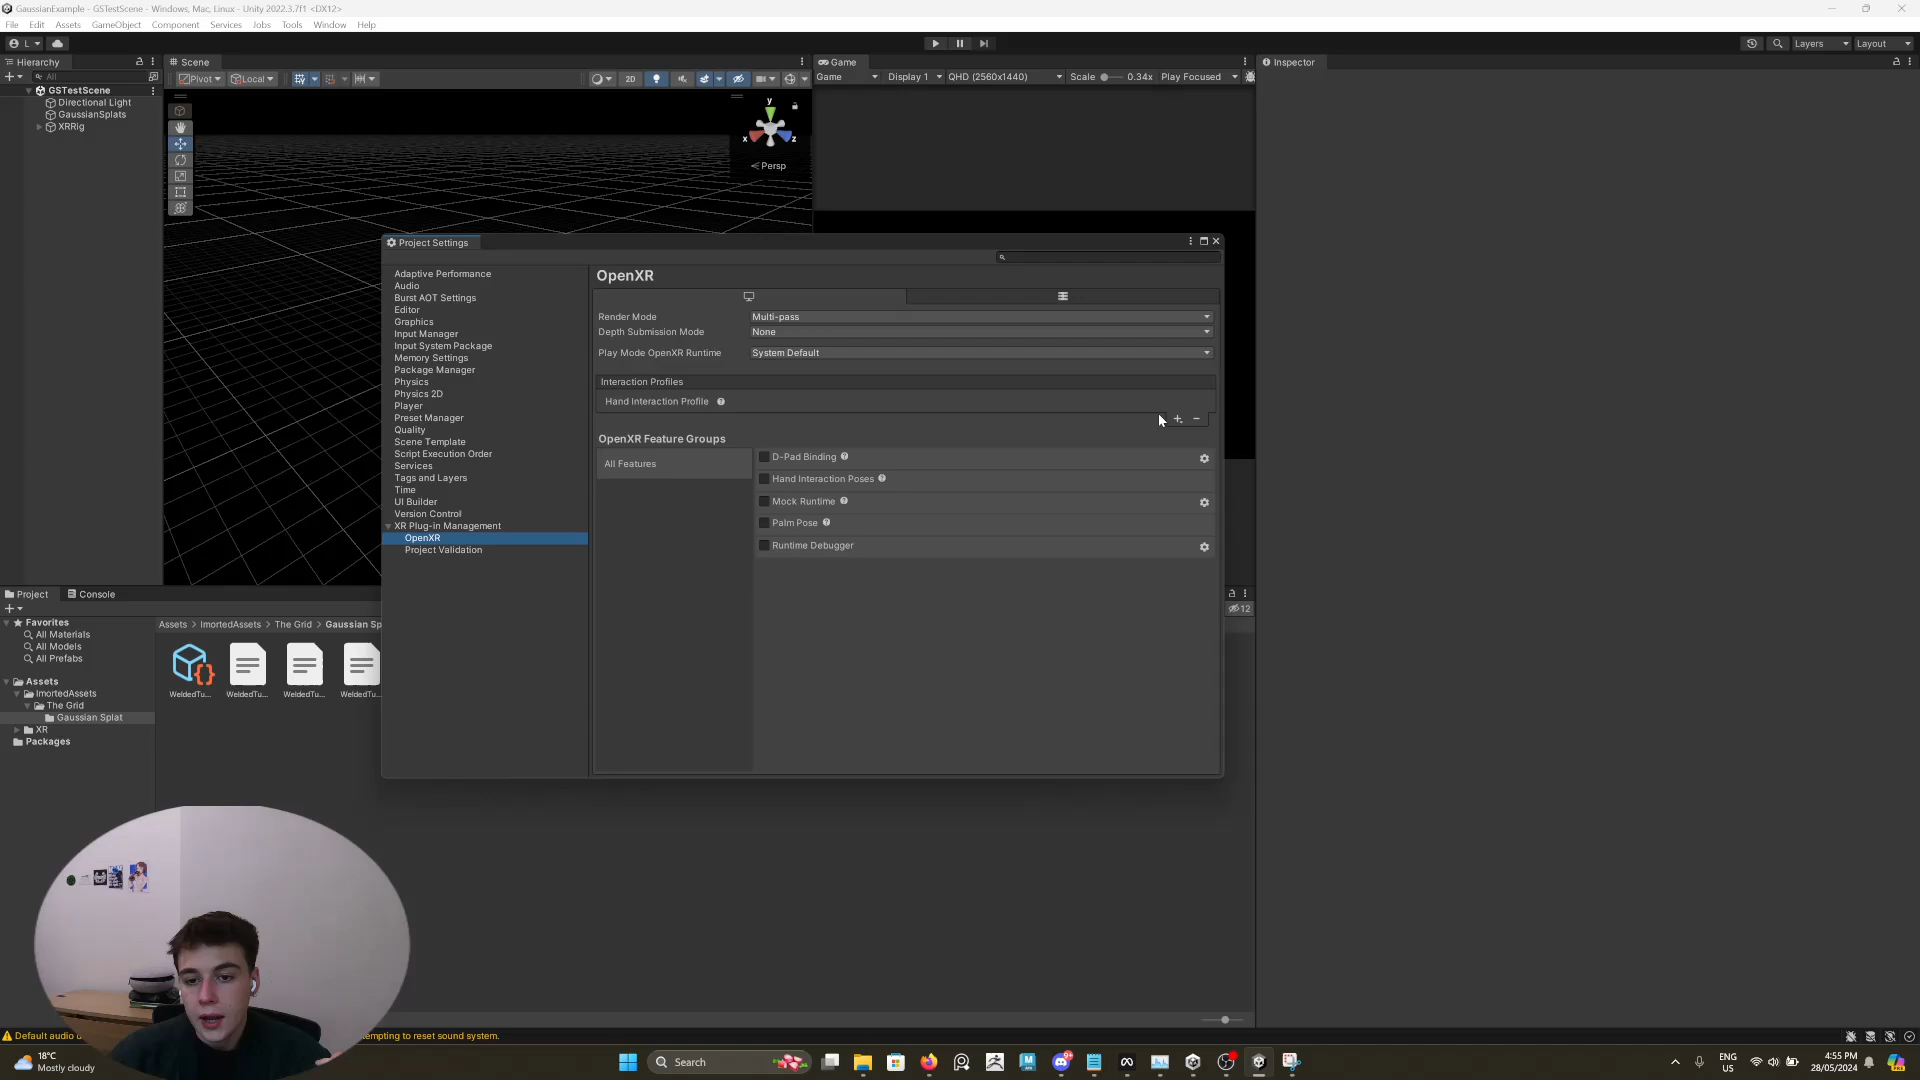 GaussianExample - GSTestScene - Windows, Mac, Linux - Unity 2022.3.7f1 <DX12>
File Edit Assets GameObject Component Services Jobs Tools Window Help
L Layers Layout
Hierarchy
All
GSTestScene
Directional Light
GaussianSplats
XRRig
Scene
Pivot Local 2D
y
x z
Persp
Game
Game Display 1 QHD (2560x1440) Scale 0.34x Play Focused
Inspector
Project Settings
Adaptive Performance
Audio
Burst AOT Settings
Editor
Graphics
Input Manager
Input System Package
Memory Settings
Package Manager
Physics
Physics 2D
Player
Preset Manager
Quality
Scene Template
Script Execution Order
Services
Tags and Layers
Time
UI Builder
Version Control
XR Plug-in Management
OpenXR
Project Validation
OpenXR
Render Mode Multi-pass
Depth Submission Mode None
Play Mode OpenXR Runtime System Default
Interaction Profiles
Hand Interaction Profile
OpenXR Feature Groups
All Features
D-Pad Binding
Hand Interaction Poses
Mock Runtime
Palm Pose
Runtime Debugger
Project Console
12
Favorites
All Materials
All Models
All Prefabs
Assets
ImortedAssets
The Grid
Gaussian Splat
XR
Packages
Assets > ImortedAssets > The Grid > Gaussian Sp
WeldedTu... WeldedTu... WeldedTu... WeldedTu...
Default audio d tempting to reset sound system.
18°C
Mostly cloudy
Search
ENG
US
4:55 PM
28/05/2024